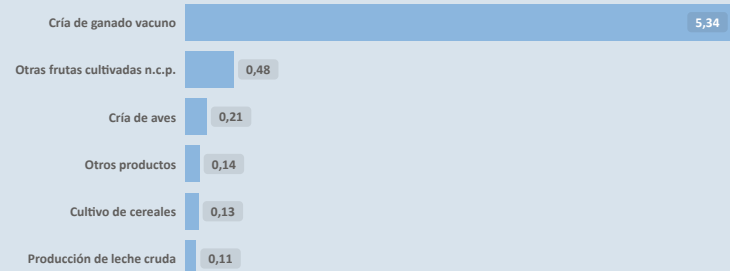 Cría de ganado vacuno 5,34
Otras frutas cultivadas n.c.p. 0,48
Cría de aves 0,21
Otros productos 0,14
Cultivo de cereales 0,13
Producción de leche cruda 0,11